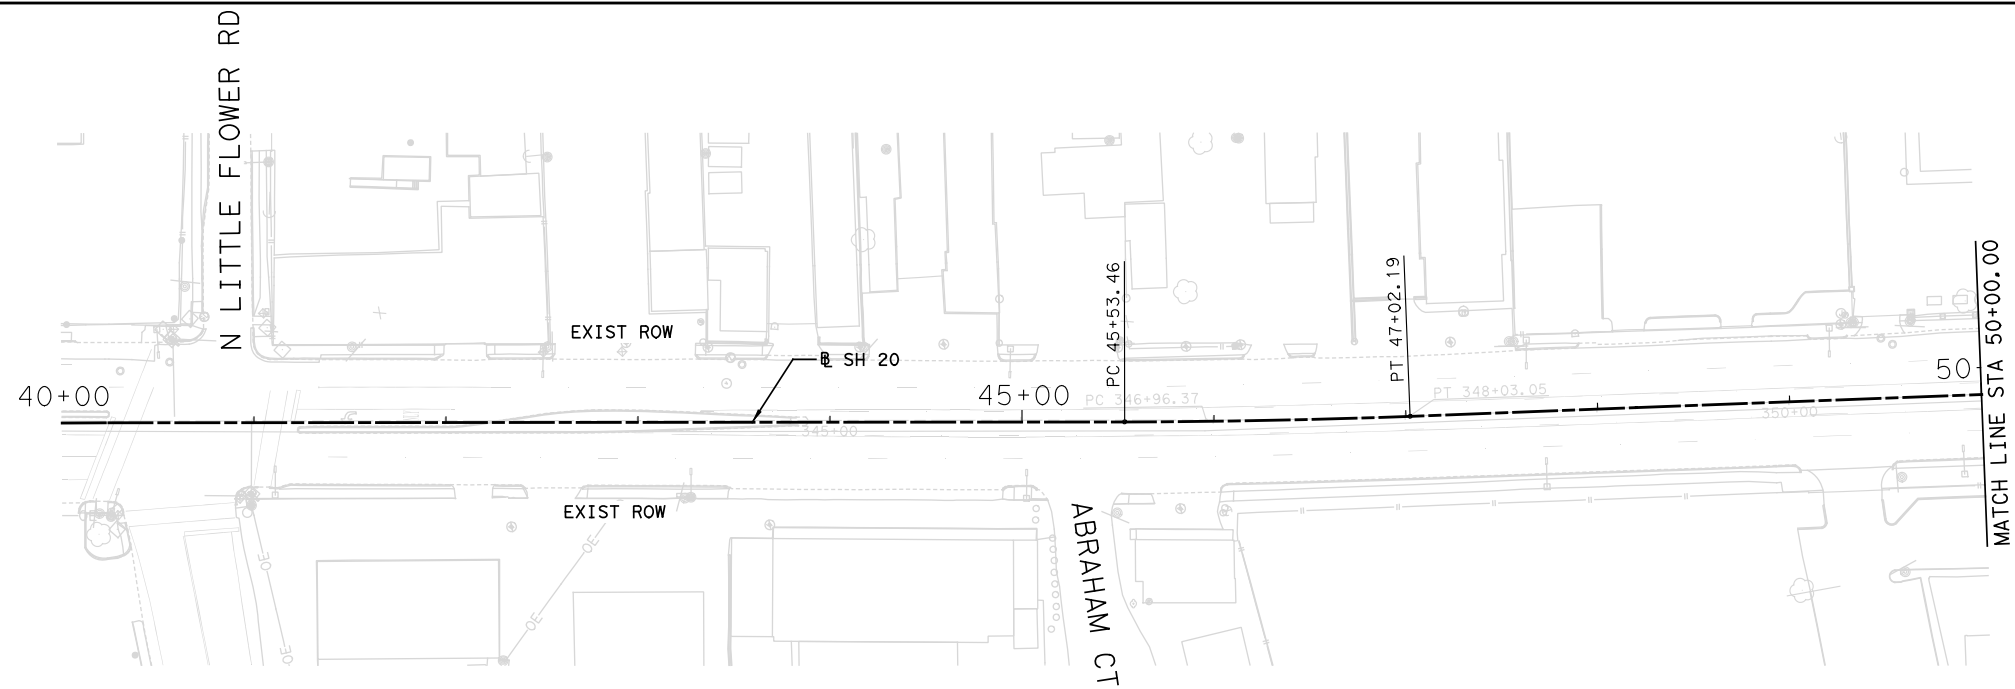 N LITTLE FLOWER RD
EXIST ROW
BL SH 20
40+00
45+00
PC 45+53.46
PC 346+96.37
PT 47+02.19
PT 348+03.05
345+00
350+00
50
MATCH LINE STA 50+00.00
EXIST ROW
ABRAHAM CT
OE
OE
OE
OE